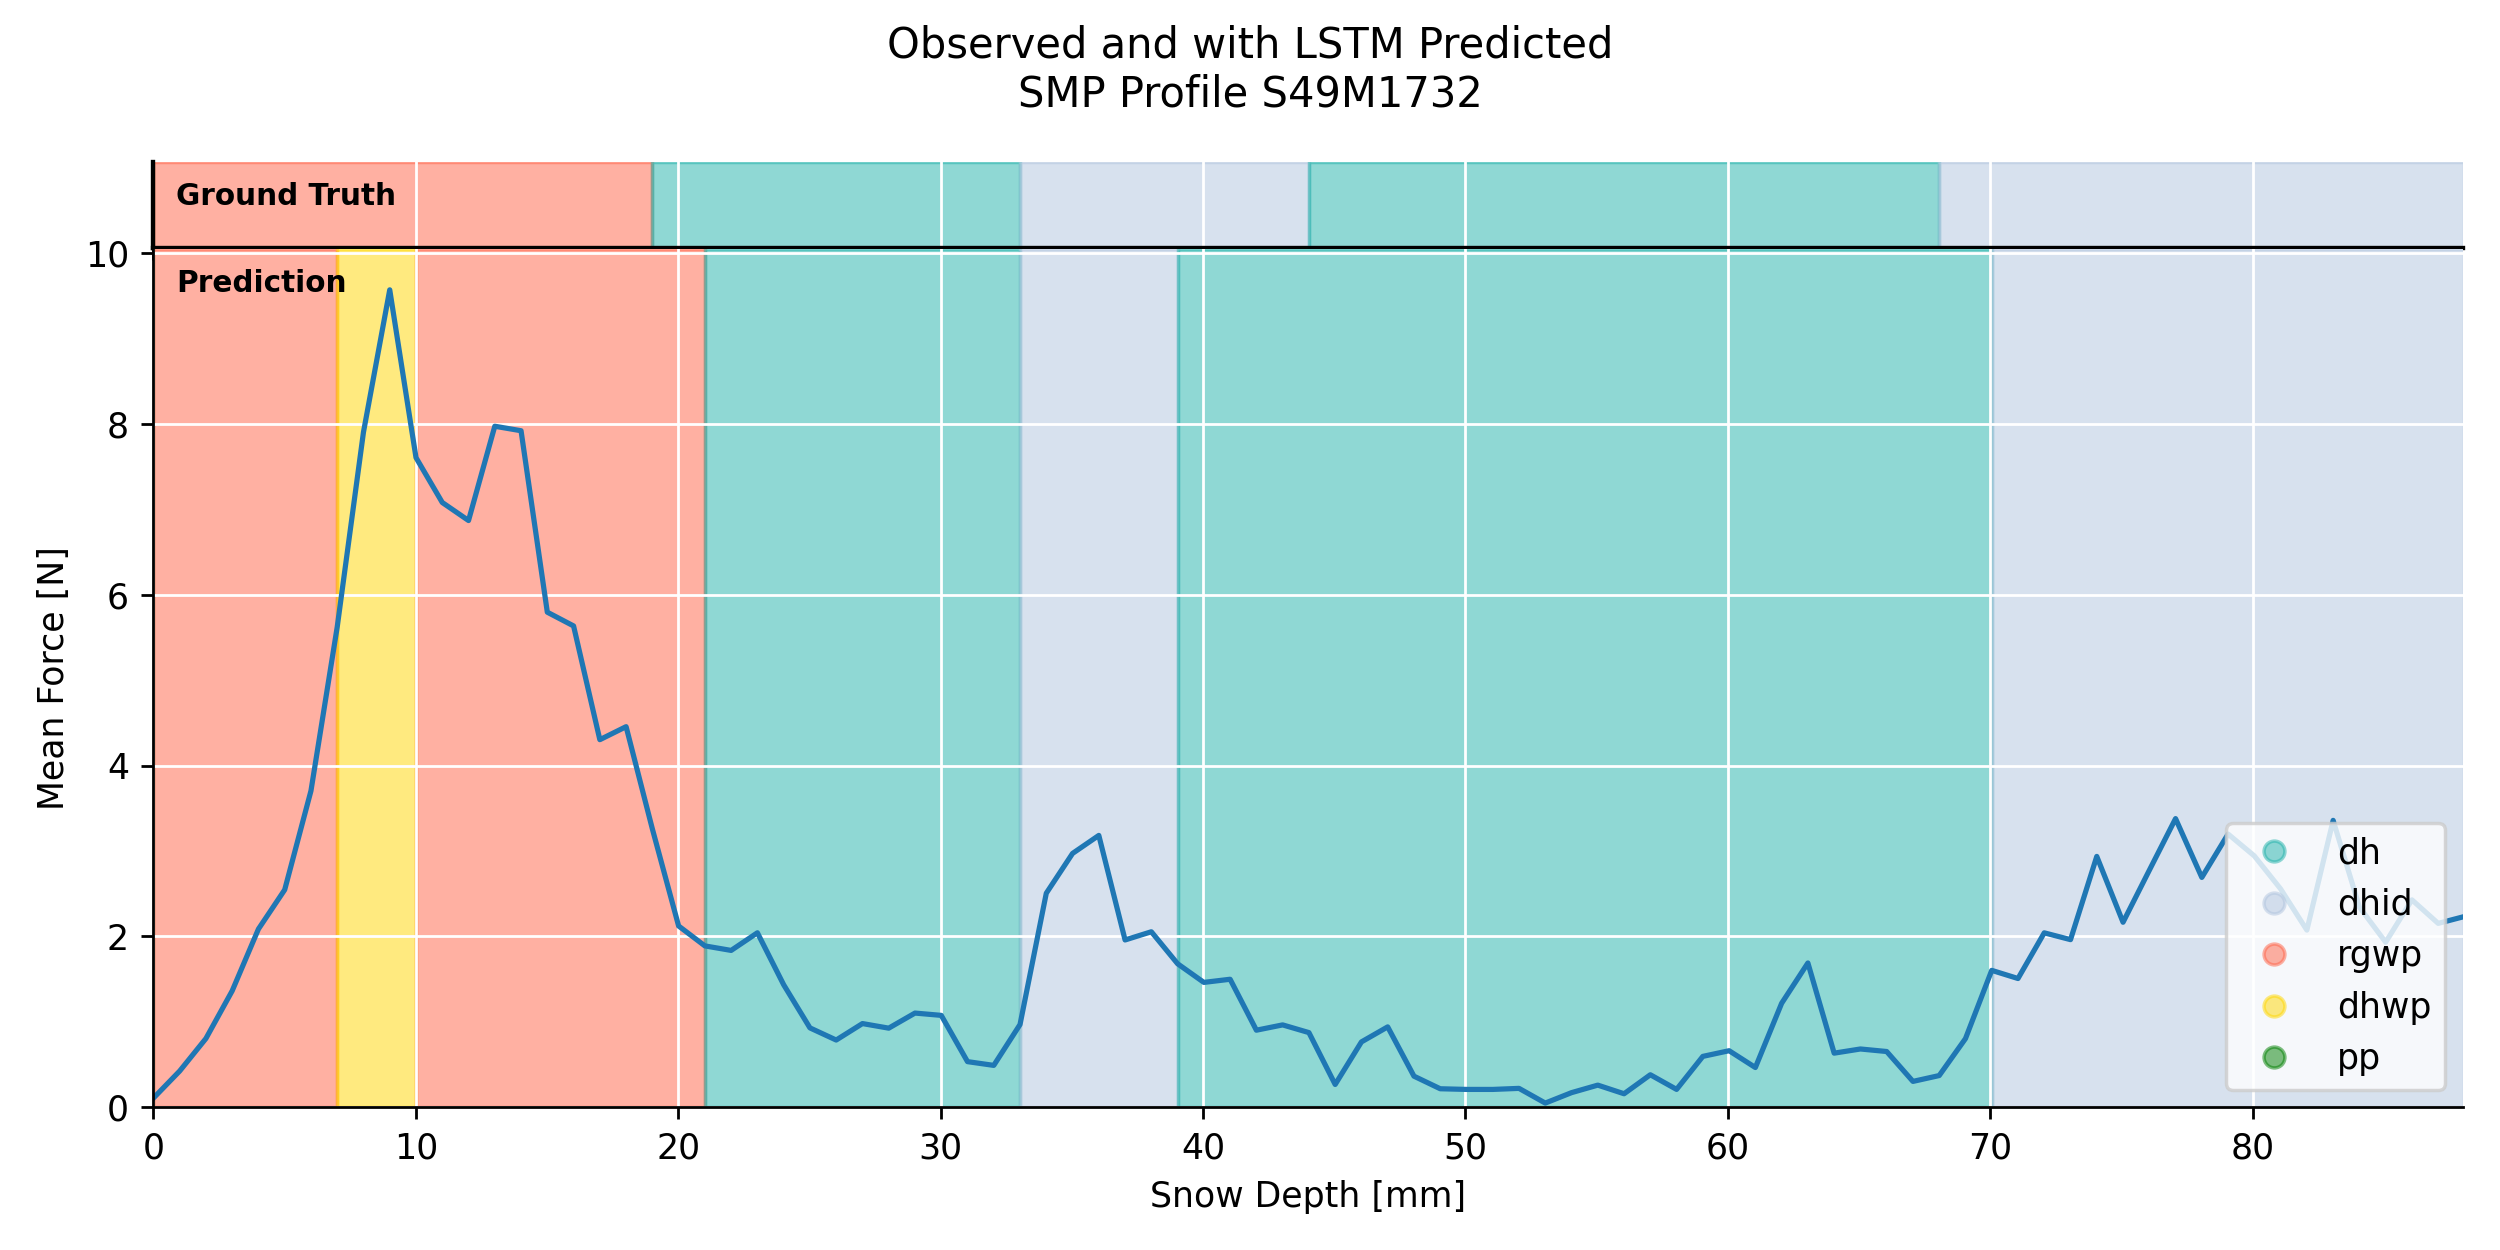 Observed and with LSTM Predicted
SMP Profile S49M1732
Ground Truth
Prediction
10
8
6
4
2
0
Mean Force [N]
dh
dhid
rgwp
dhwp
pp
0 10 20 30 40 50 60 70 80
Snow Depth [mm]